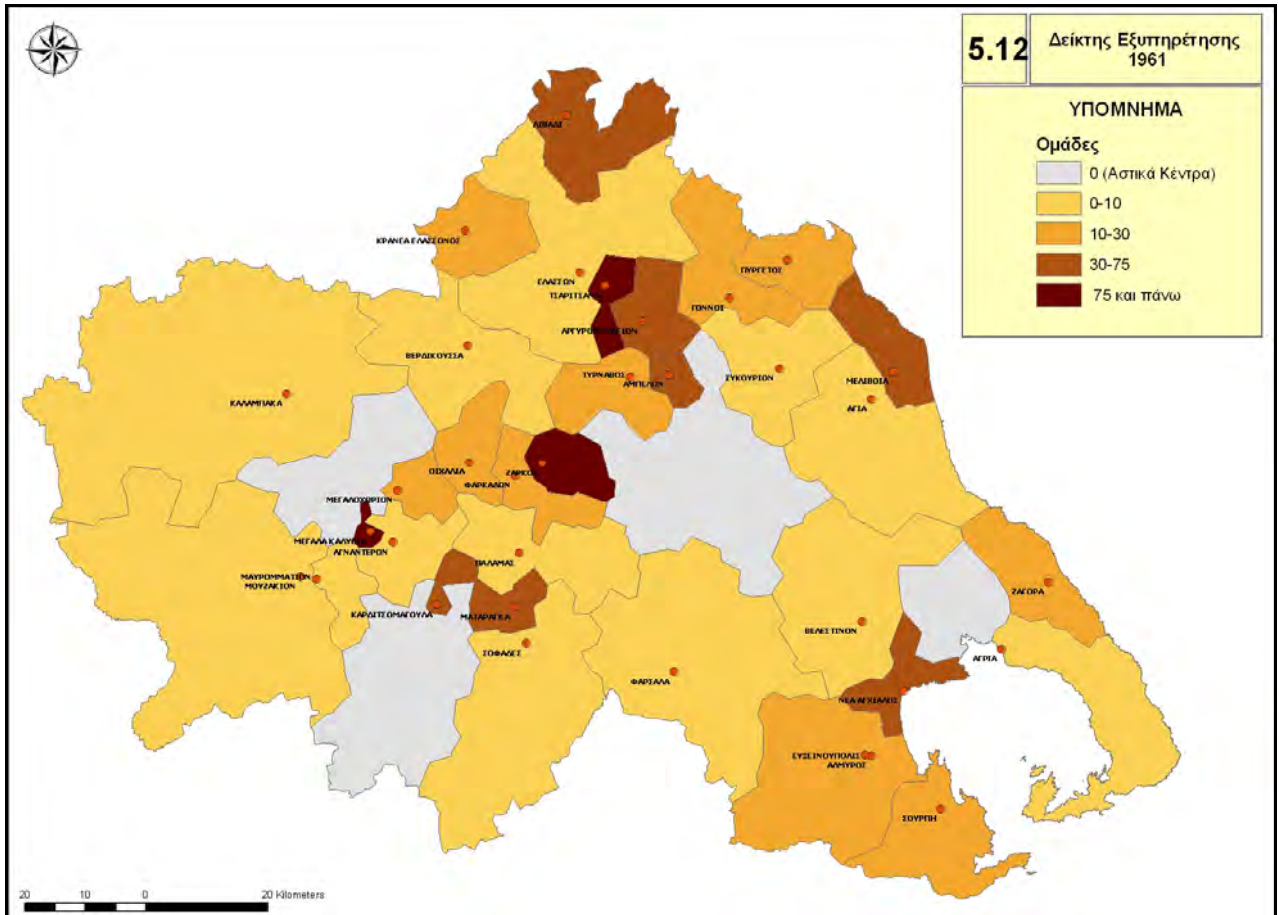 5.12
Δείκτης Εξυπηρέτησης
1961
ΥΠΟΜΝΗΜΑ
Ομάδες
0 (Αστικά Κέντρα)
0-10
10-30
30-75
75 και πάνω
ΛΙΒΑΔΙ
ΚΡΑΝΕΑ ΕΛΑΣΣΟΝΟΣ
ΠΥΡΓΕΤΟΣ
ΕΛΑΣΣΩΝ
ΤΣΑΡΙΤΣΑΝΗ
ΓΟΝΝΟΙ
ΒΕΡΔΙΚΟΥΣΣΑ
ΤΥΡΝΑΒΟΣ
ΑΜΠΕΛΩΝ
ΣΥΚΟΥΡΙΟΝ
ΜΕΛΙΒΟΙΑ
ΑΓΙΑ
ΚΑΛΑΜΠΑΚΑ
ΟΙΧΑΛΙΑ
ΖΑΡΚΟΣ
ΦΑΡΚΑΔΩΝ
ΜΕΓΑΛΟΧΩΡΙΟΝ
ΜΕΓΑΛΑ ΚΑΛΥΒΙΑ
ΑΓΝΑΝΤΕΡΟΝ
ΠΑΛΑΜΑΣ
ΜΑΥΡΟΜΜΑΤΙΟΝ
ΜΟΥΖΑΚΙΟΝ
ΖΑΓΟΡΑ
ΚΑΡΔΙΤΣΟΜΑΓΟΥΛΑ
ΜΑΤΑΡΑΓΚΑ
ΒΕΛΕΣΤΙΝΟΝ
ΣΟΦΑΔΕΣ
ΑΓΡΙΑ
ΦΑΡΣΑΛΑ
ΝΕΑ ΑΓΧΙΑΛΟΣ
ΕΥΞΕΙΝΟΥΠΟΛΙΣ
ΑΛΜΥΡΟΣ
ΣΟΥΡΠΗ
20 10 0 20 Kilometers